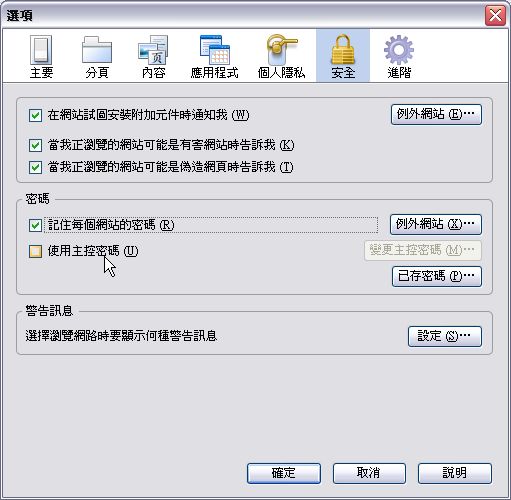 選項
主要 分頁 內容 應用程式 個人隱私 安全 進階
在網站試圖安裝附加元件時通知我 (W) 例外網站 (E)...
當我正瀏覽的網站可能是有害網站時告訴我 (K)
當我正瀏覽的網站可能是偽造網頁時告訴我 (T)
密碼
記住每個網站的密碼 (R) 例外網站 (X)...
使用主控密碼 (U) 變更主控密碼 (M)...
已存密碼 (P)...
警告訊息
選擇瀏覽網路時要顯示何種警告訊息 設定 (S)...
確定 取消 說明